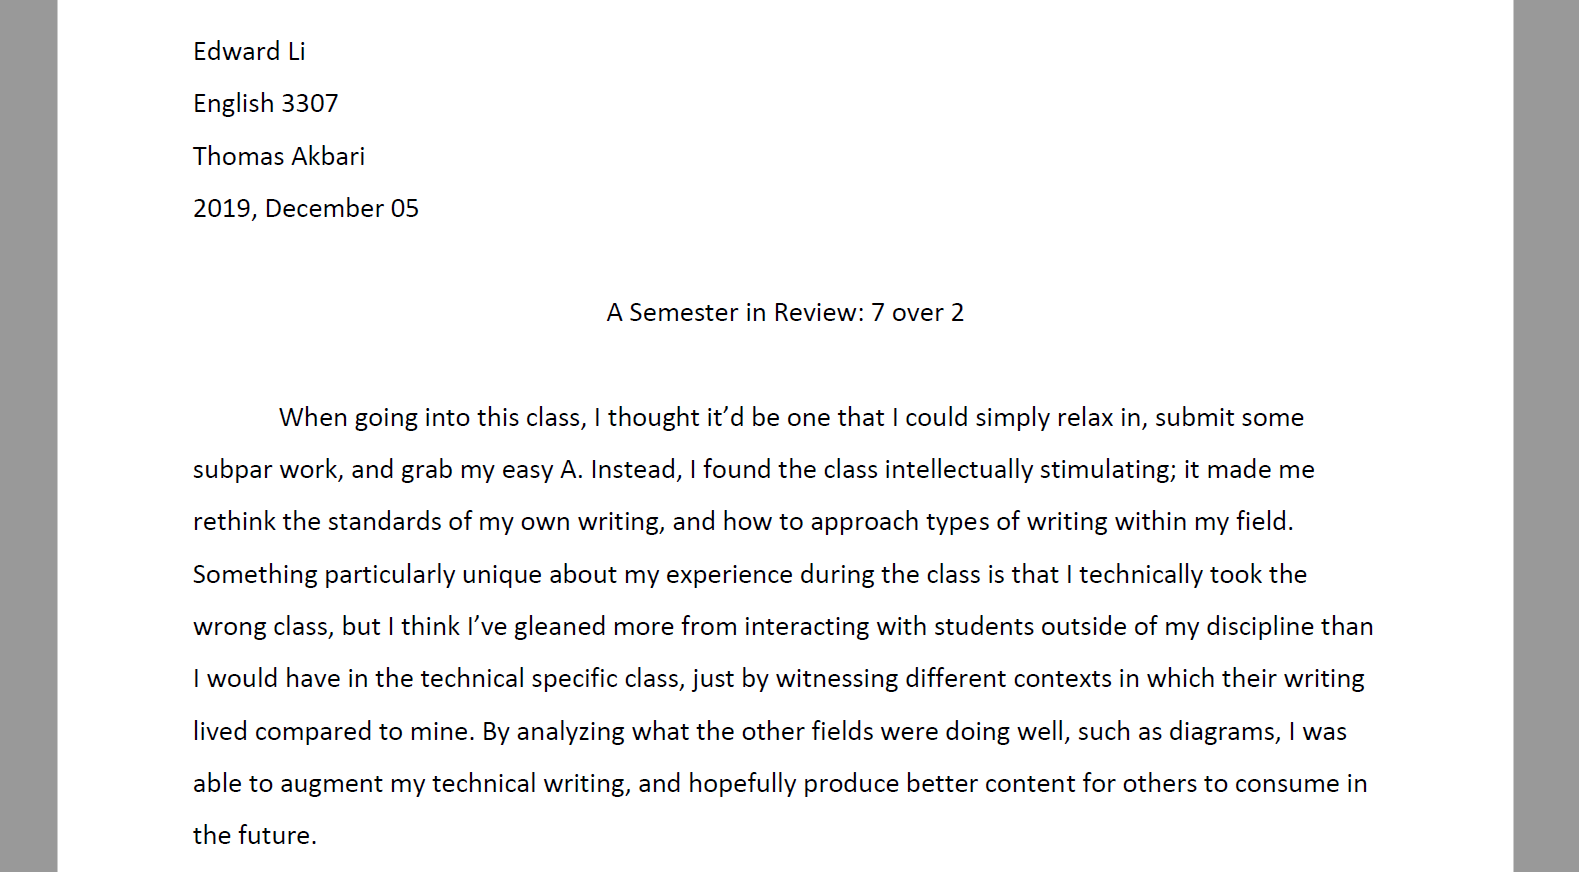 Edward Li
English 3307
Thomas Akbari
2019, December 05
A Semester in Review: 7 over 2
When going into this class, I thought it’d be one that I could simply relax in, submit some
subpar work, and grab my easy A. Instead, I found the class intellectually stimulating; it made me
rethink the standards of my own writing, and how to approach types of writing within my field.
Something particularly unique about my experience during the class is that I technically took the
wrong class, but I think I’ve gleaned more from interacting with students outside of my discipline than
I would have in the technical specific class, just by witnessing different contexts in which their writing
lived compared to mine. By analyzing what the other fields were doing well, such as diagrams, I was
able to augment my technical writing, and hopefully produce better content for others to consume in
the future.